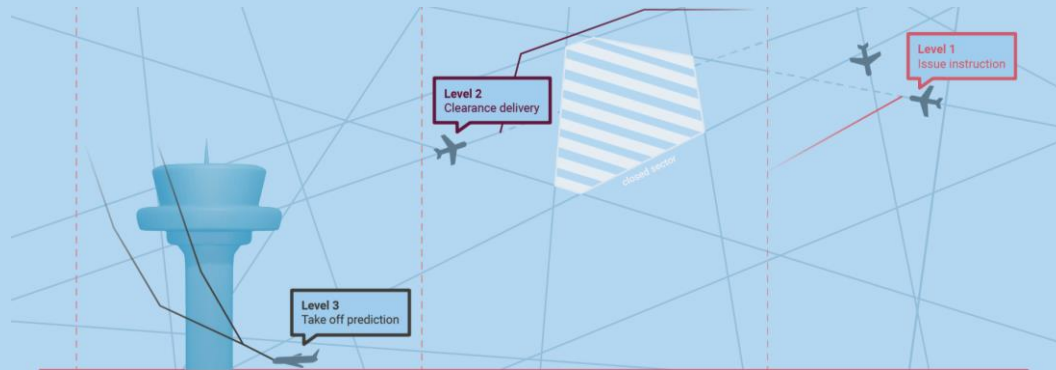 Level 1
Issue instruction
Level 2
Clearance delivery
closed sector
Level 3
Take off prediction